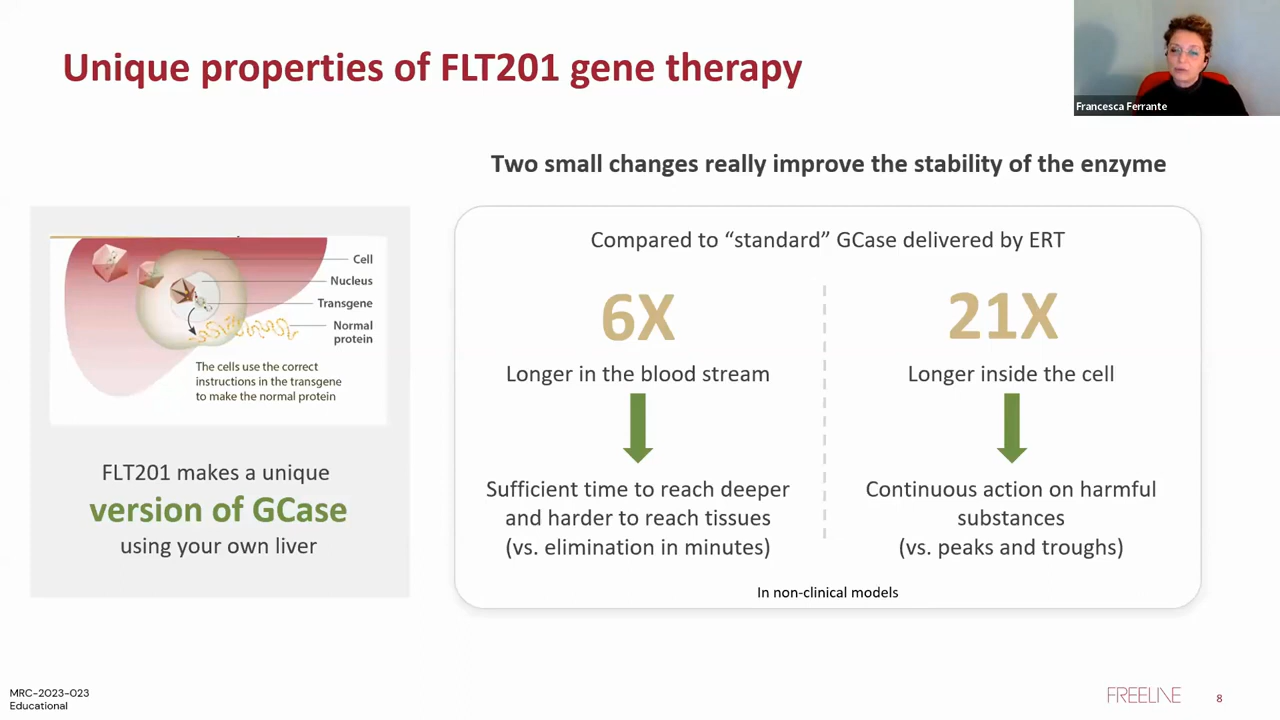 Unique properties of FLT201 gene therapy
Francesca Ferrante
Two small changes really improve the stability of the enzyme
Cell
Nucleus
Transgene
Normal
protein
The cells use the correct
instructions in the transgene
to make the normal protein
FLT201 makes a unique
version of GCase
using your own liver
Compared to “standard” GCase delivered by ERT
6X
Longer in the blood stream
Sufficient time to reach deeper
and harder to reach tissues
(vs. elimination in minutes)
21X
Longer inside the cell
Continuous action on harmful
substances
(vs. peaks and troughs)
In non-clinical models
MRC-2023-023
Educational
FREELINE
8